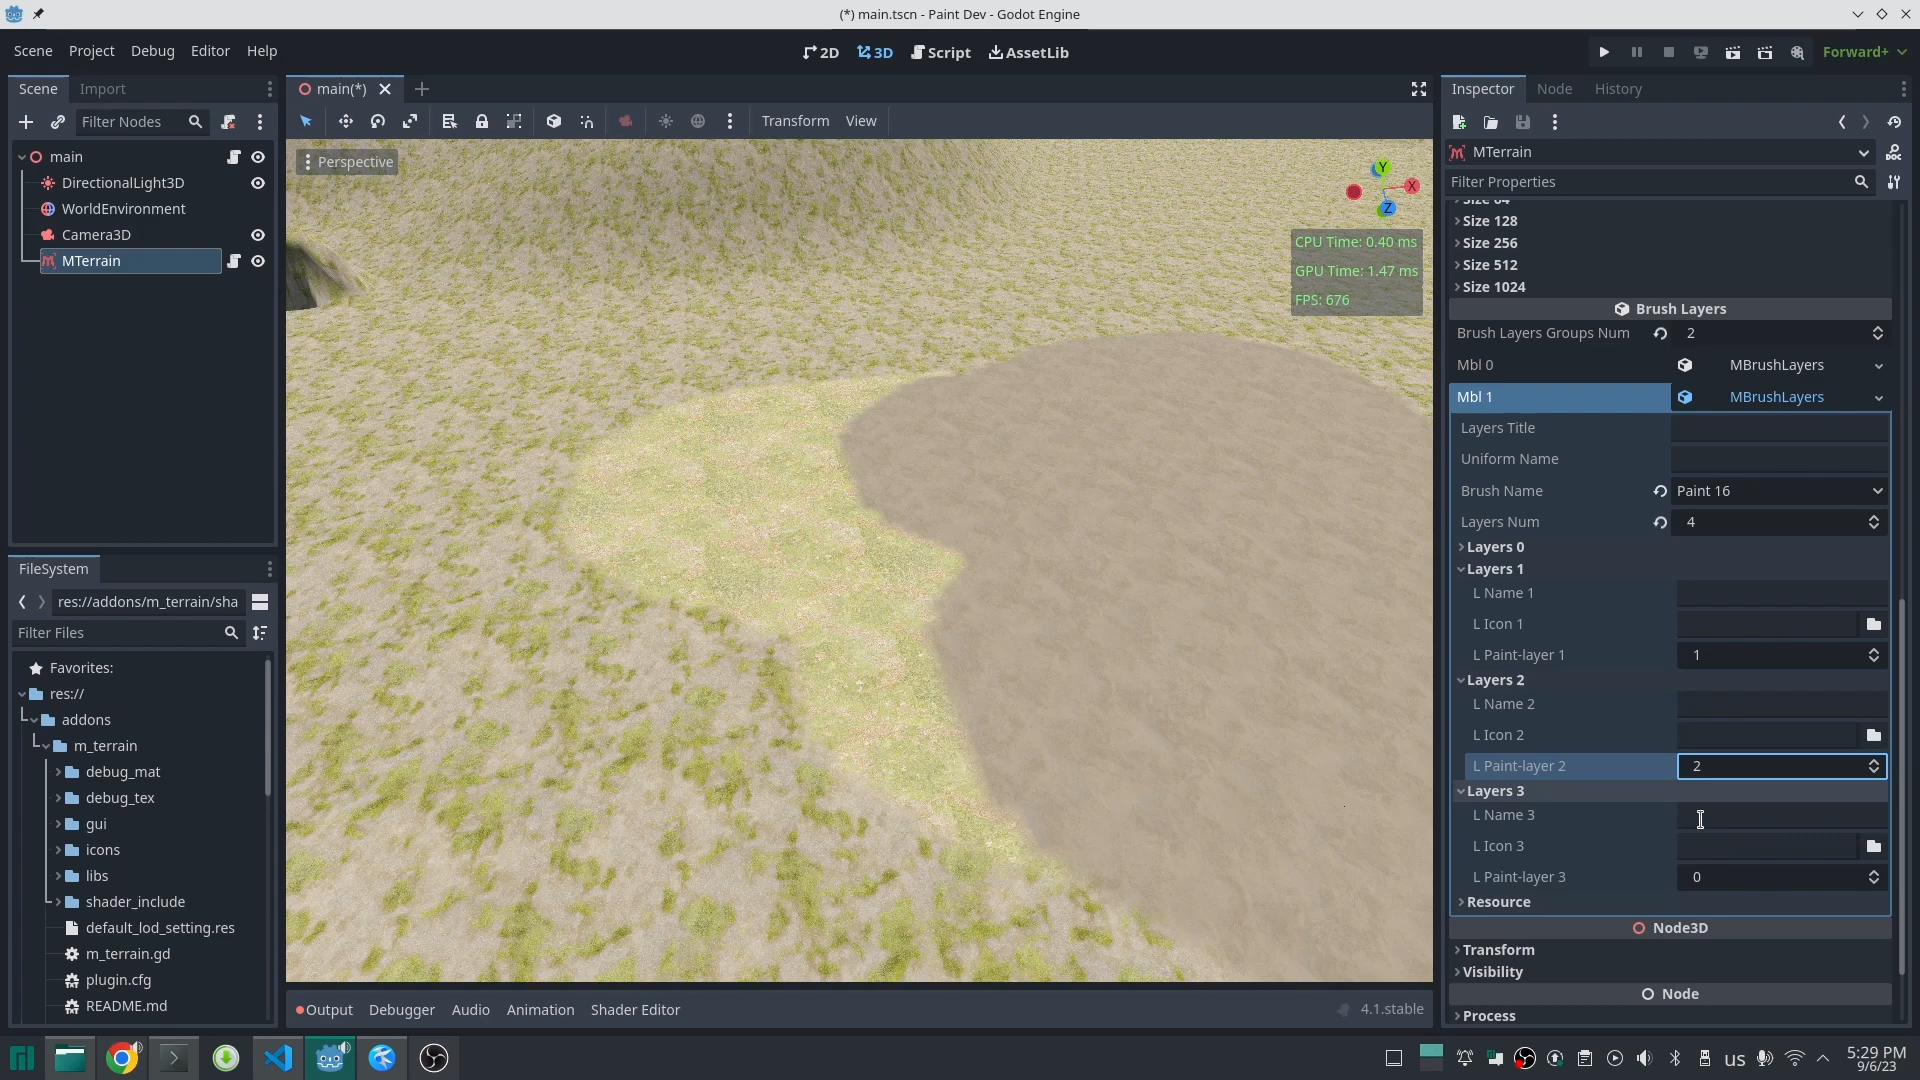 (*) main.tscn - Paint Dev - Godot Engine
Scene Project Debug Editor Help
2D 3D Script AssetLib
Forward+
Scene Import
main(*)
Inspector Node History
Filter Nodes
Transform View
main
DirectionalLight3D
WorldEnvironment
Camera3D
MTerrain
Perspective
Y
X
Z
CPU Time: 0.40 ms
GPU Time: 1.47 ms
FPS: 676
MTerrain
DOC
Filter Properties
Size 64
Size 128
Size 256
Size 512
Size 1024
Brush Layers
Brush Layers Groups Num 2
Mbl 0 MBrushLayers
Mbl 1 MBrushLayers
Layers Title
Uniform Name
Brush Name Paint 16
Layers Num 4
Layers 0
Layers 1
L Name 1
L Icon 1
L Paint-layer 1 1
Layers 2
L Name 2
L Icon 2
L Paint-layer 2 2
Layers 3
L Name 3
L Icon 3
L Paint-layer 3 0
Resource
Node3D
Transform
Visibility
Node
Process
FileSystem
res://addons/m_terrain/sha
Filter Files
Favorites:
res://
addons
m_terrain
debug_mat
debug_tex
gui
icons
libs
shader_include
default_lod_setting.res
m_terrain.gd
plugin.cfg
README.md
Output Debugger Audio Animation Shader Editor
4.1.stable
us
5:29 PM
9/6/23